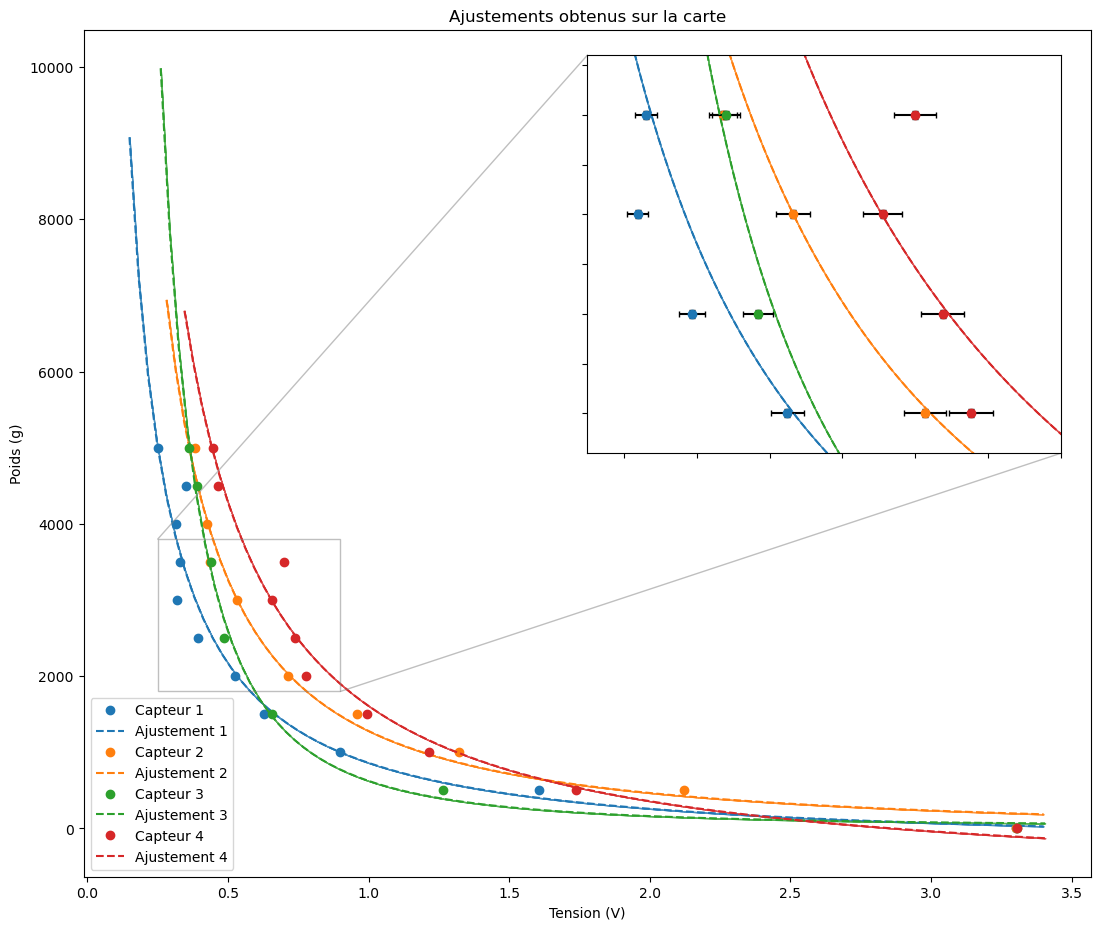 Ajustements obtenus sur la carte
10000
8000
6000
4000
2000
0
Poids (g)
Capteur 1
Ajustement 1
Capteur 2
Ajustement 2
Capteur 3
Ajustement 3
Capteur 4
Ajustement 4
0.0 0.5 1.0 1.5 2.0 2.5 3.0 3.5
Tension (V)